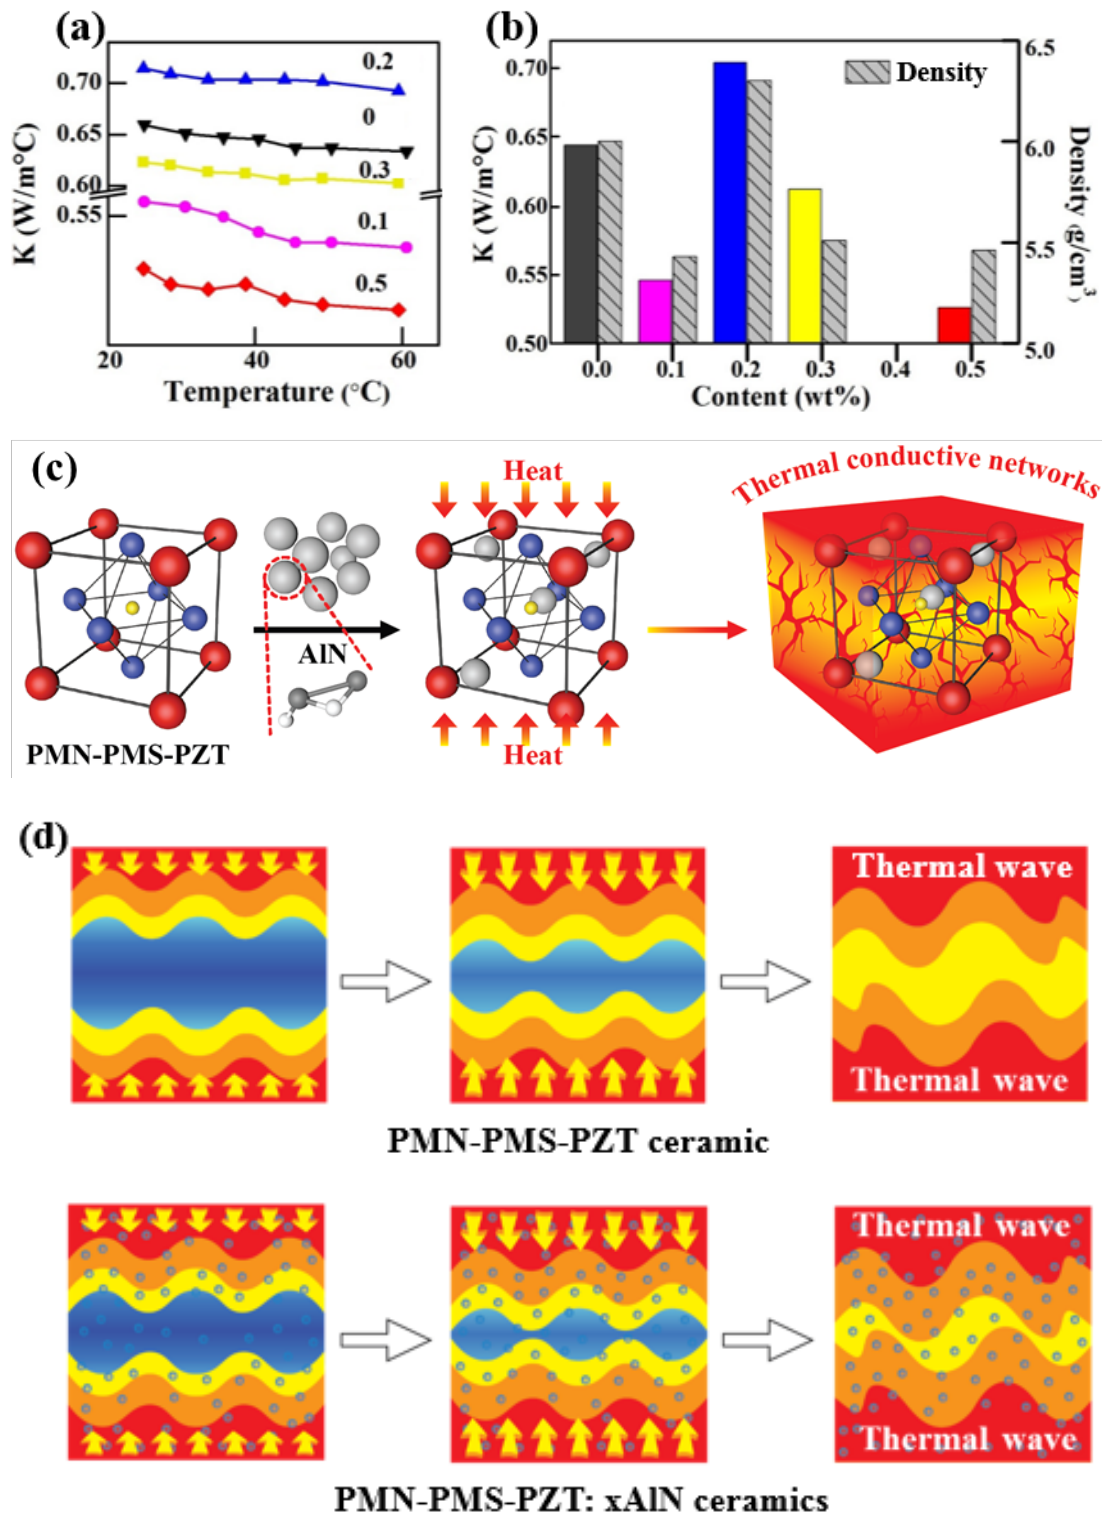 (a)
K (W/m°C)
0.70
0.65
0.60
0.55
0.2
0
0.3
0.1
0.5
20
40
60
Temperature (°C)
(b)
K (W/m°C)
0.70
0.65
0.60
0.55
0.50
Density
6.5
6.0
5.5
5.0
Density (g/cm³)
0.0
0.1
0.2
0.3
0.4
0.5
Content (wt%)
(c)
Heat
Thermal conductive networks
AlN
PMN-PMS-PZT
Heat
(d)
Thermal wave
Thermal wave
PMN-PMS-PZT ceramic
Thermal wave
Thermal wave
PMN-PMS-PZT: xAlN ceramics